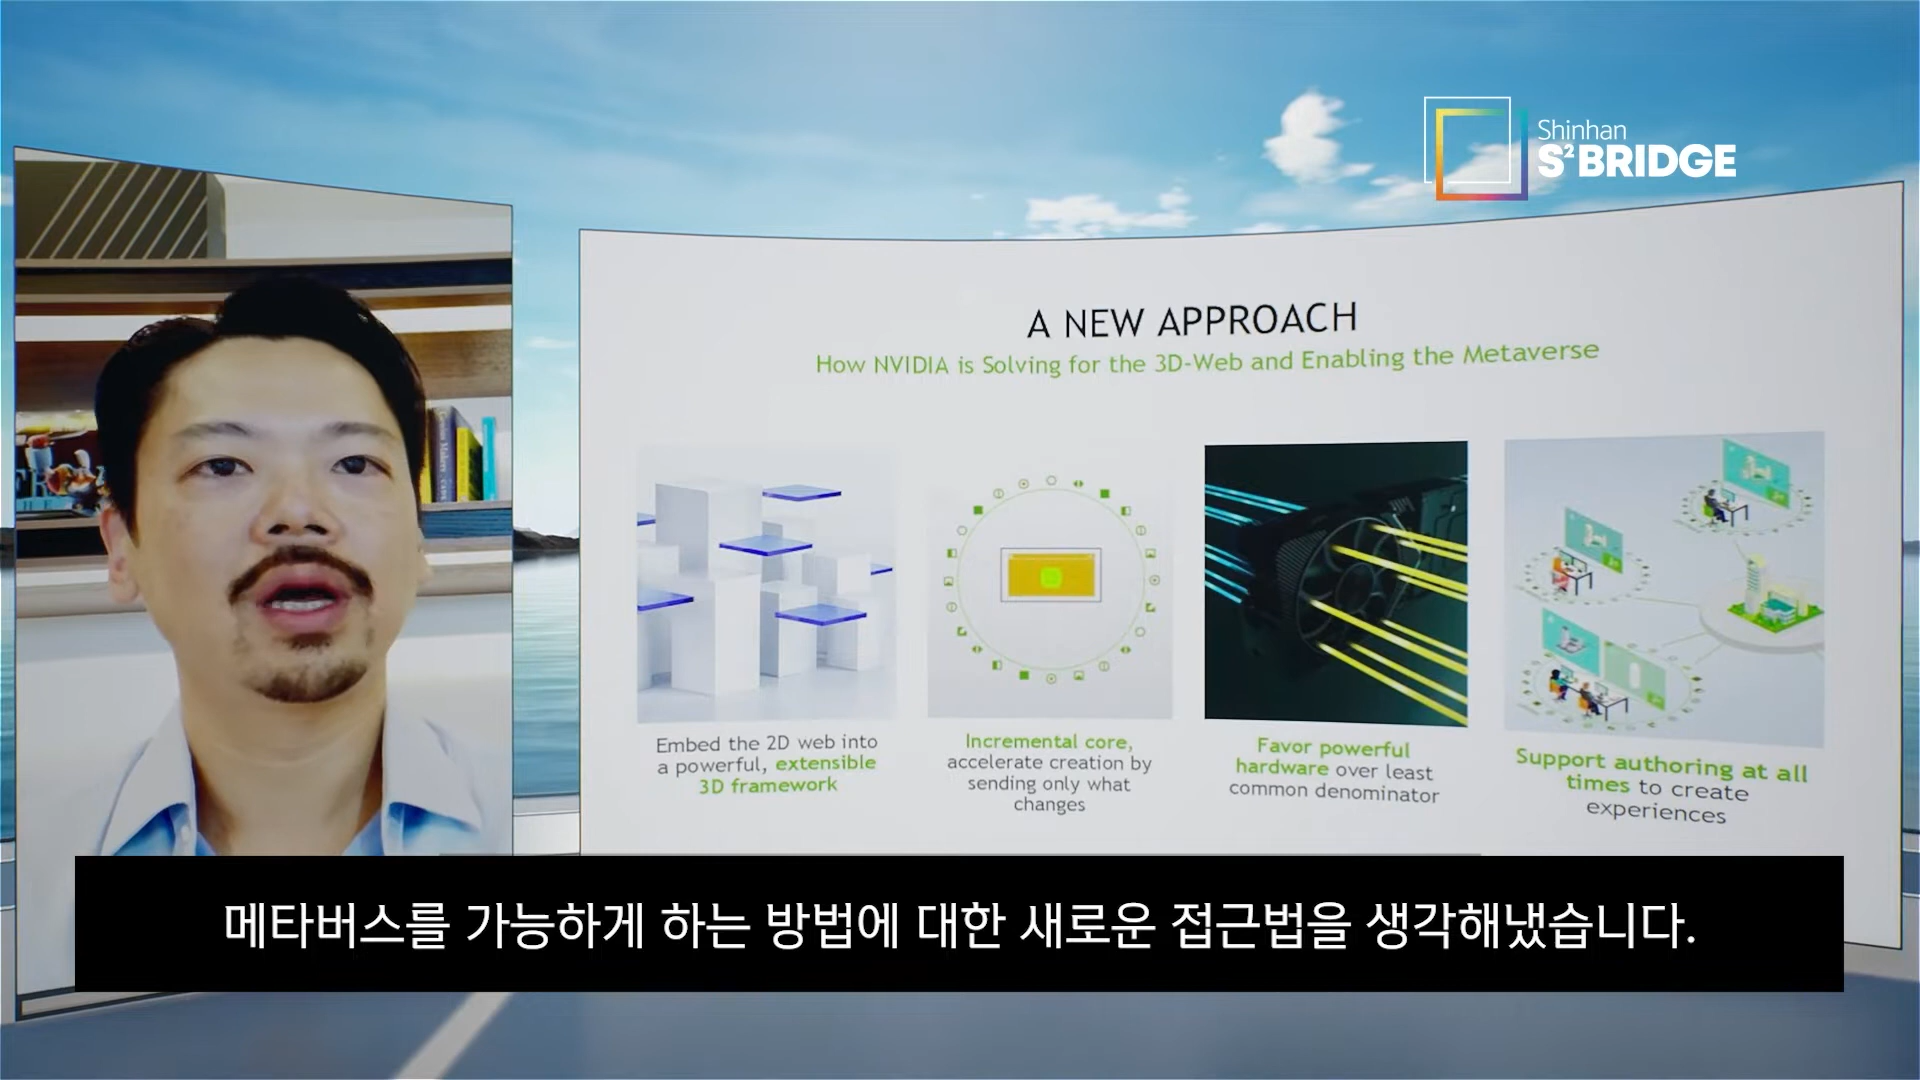 Shinhan
S²BRIDGE
A NEW APPROACH
How NVIDIA is Solving for the 3D-Web and Enabling the Metaverse
Embed the 2D web into
a powerful, extensible
3D framework
Incremental core,
accelerate creation by
sending only what
changes
Favor powerful
hardware over least
common denominator
Support authoring at all
times to create
experiences
메타버스를 가능하게 하는 방법에 대한 새로운 접근법을 생각해냈습니다.